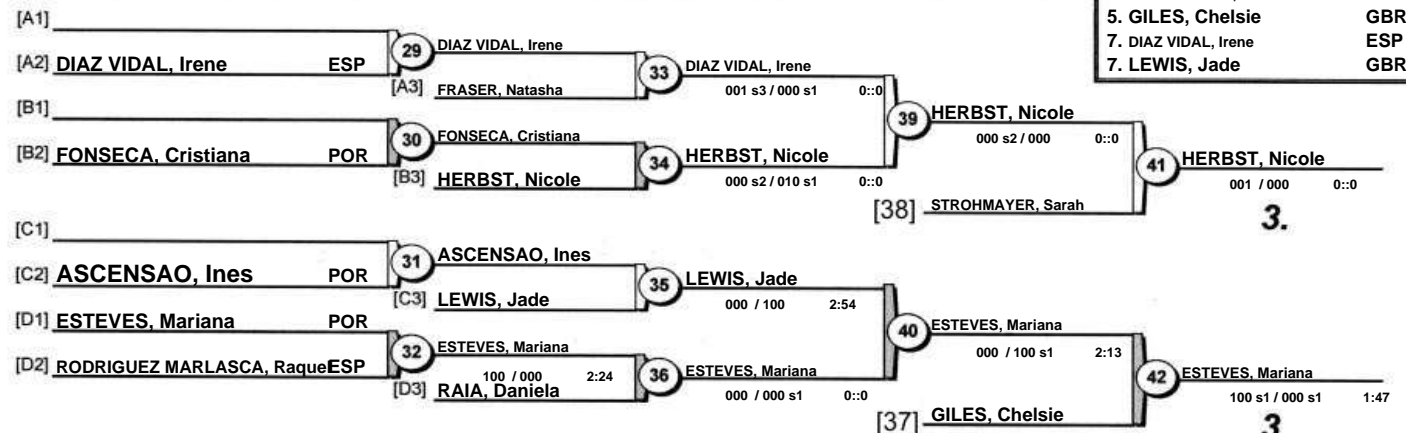 [A1]
5. GILES, Chelsie GBR
7. DIAZ VIDAL, Irene ESP
7. LEWIS, Jade GBR
[A2] DIAZ VIDAL, Irene ESP
29 DIAZ VIDAL, Irene
[A3] FRASER, Natasha
33 DIAZ VIDAL, Irene
001 s3 / 000 s1 0::0
[B1]
[B2] FONSECA, Cristiana POR
30 FONSECA, Cristiana
[B3] HERBST, Nicole
34 HERBST, Nicole
000 s2 / 010 s1 0::0
39 HERBST, Nicole
000 s2 / 000 0::0
[38] STROHMAYER, Sarah
41 HERBST, Nicole
001 / 000 0::0
3.
[C1]
[C2] ASCENSAO, Ines POR
31 ASCENSAO, Ines
[C3] LEWIS, Jade
35 LEWIS, Jade
000 / 100 2:54
[D1] ESTEVES, Mariana POR
[D2] RODRIGUEZ MARLASCA, Raquel ESP
32 ESTEVES, Mariana
100 / 000 2:24
[D3] RAIA, Daniela
36 ESTEVES, Mariana
000 / 000 s1 0::0
40 ESTEVES, Mariana
000 / 100 s1 2:13
[37] GILES, Chelsie
42 ESTEVES, Mariana
100 s1 / 000 s1 1:47
3